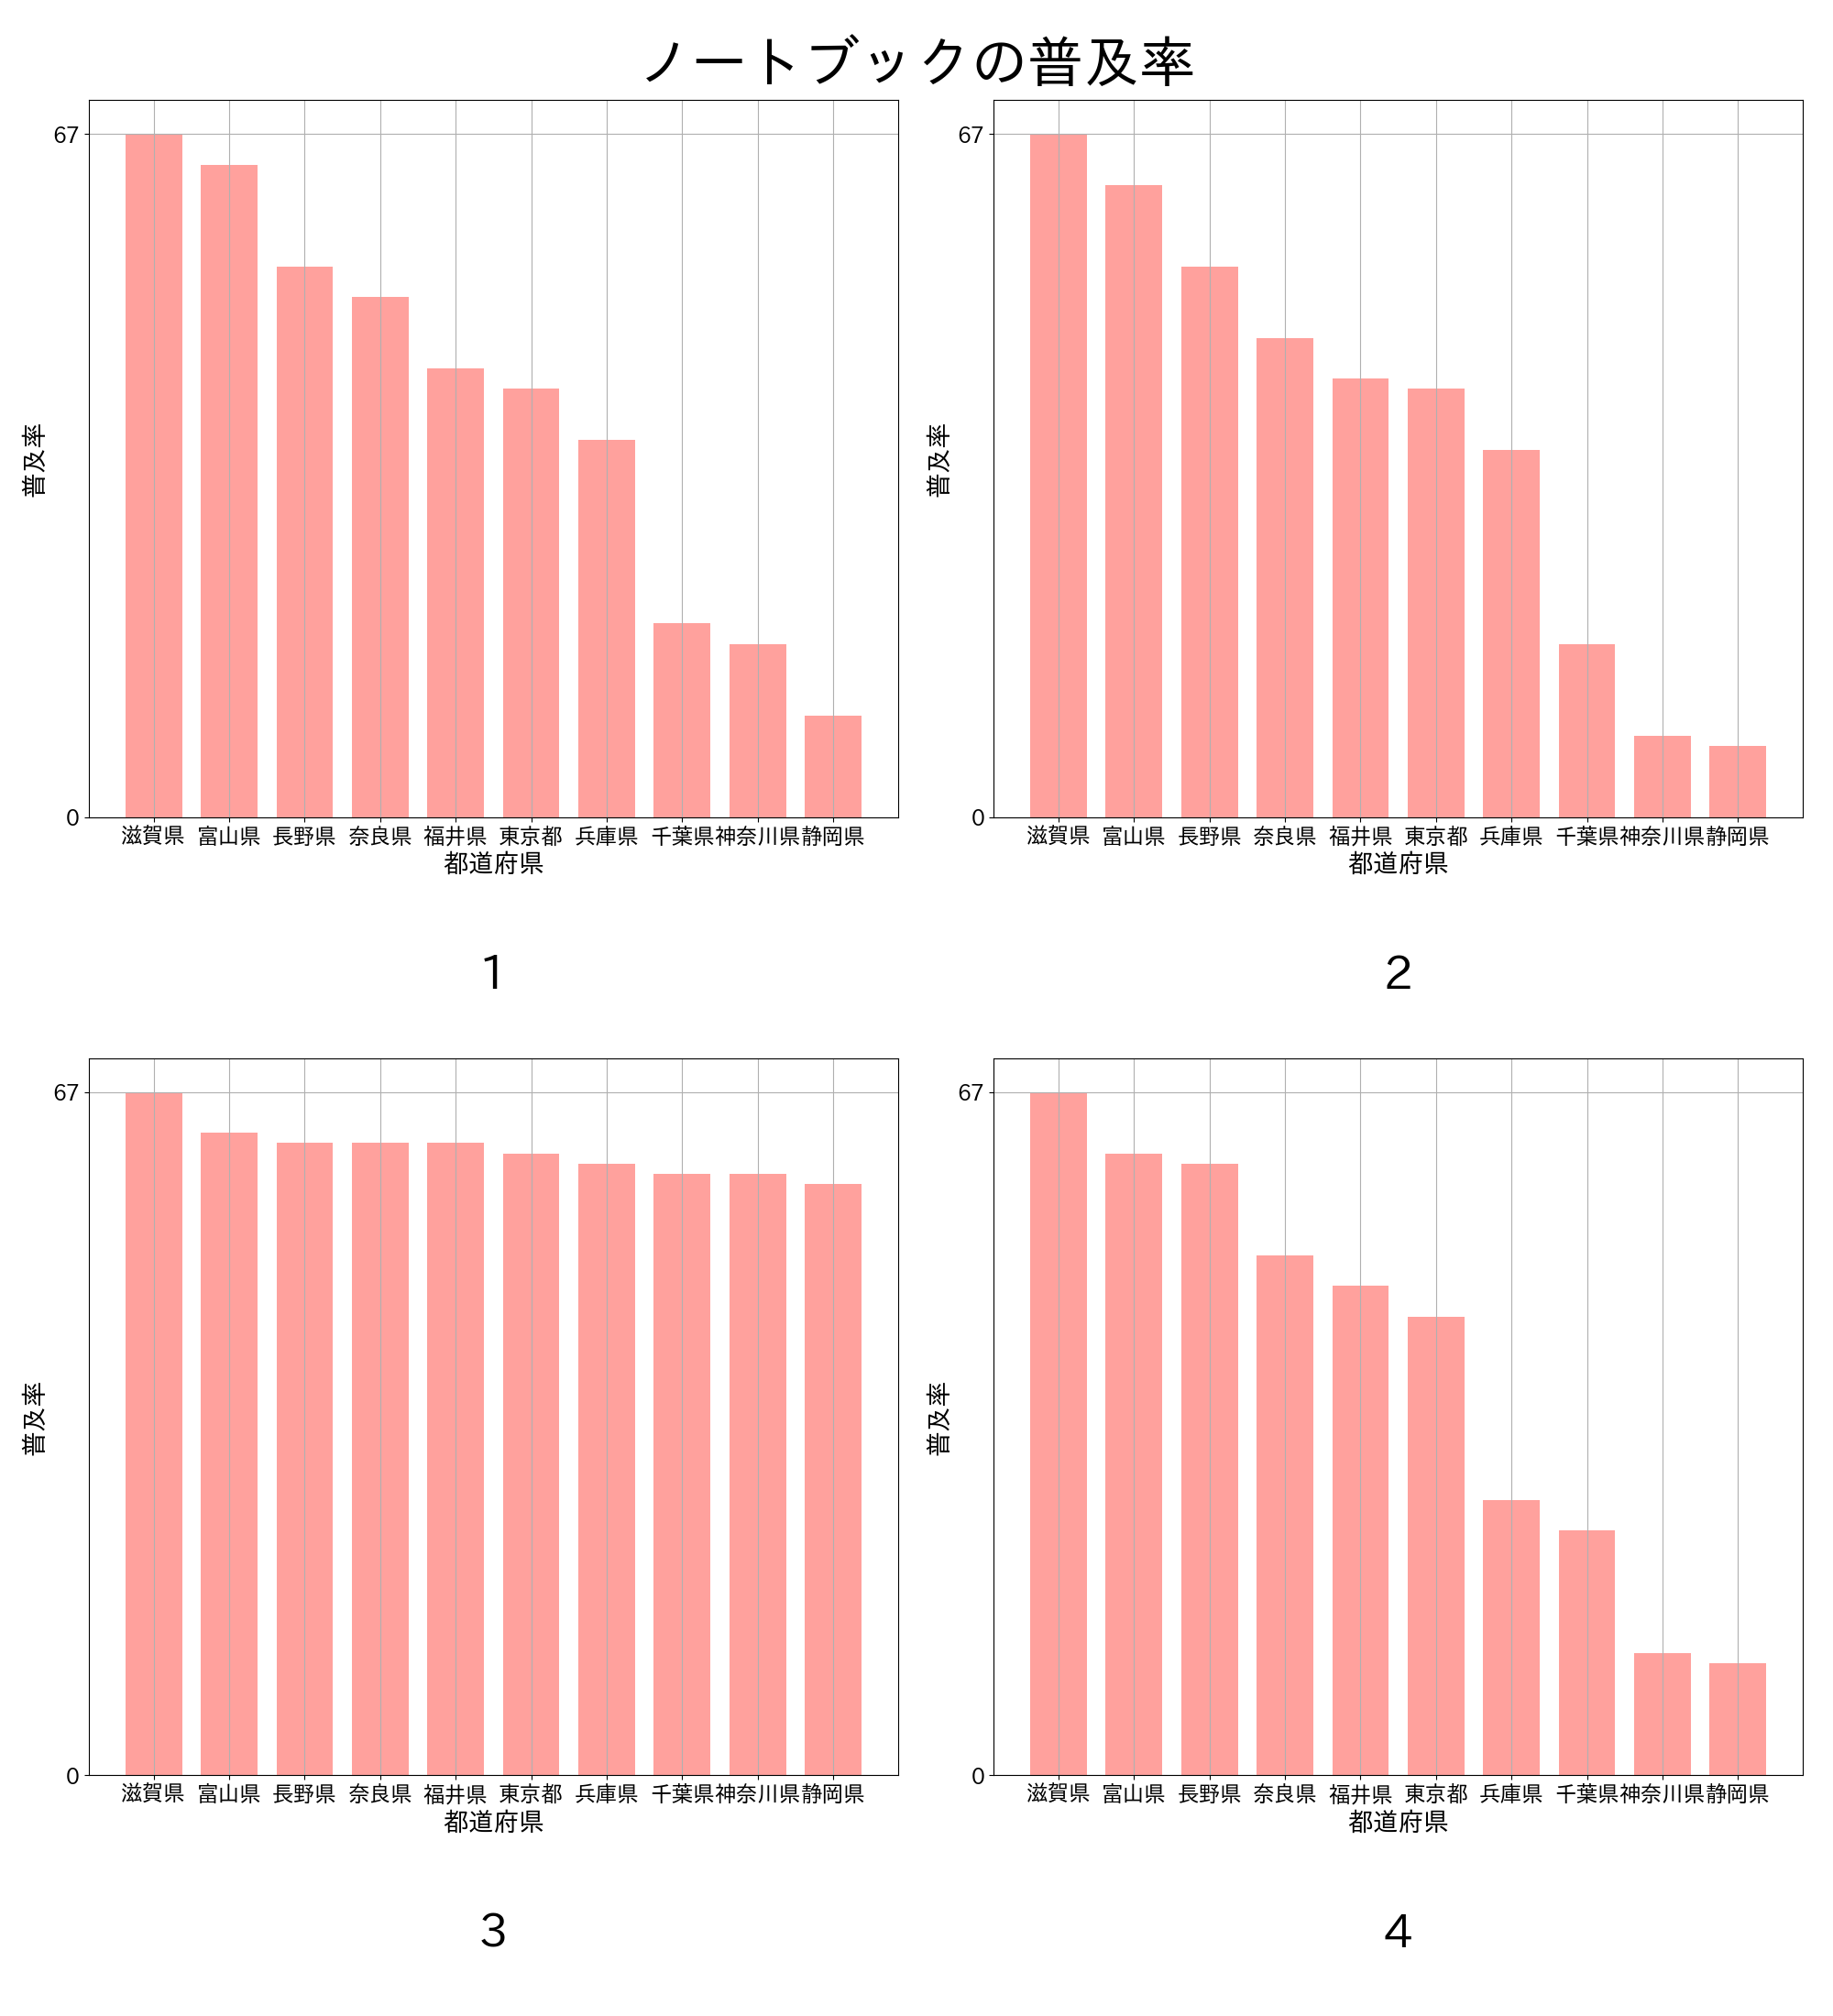 ノートブックの普及率
67
0
普及率
滋賀県 富山県 長野県 奈良県 福井県 東京都 兵庫県 千葉県 神奈川県 静岡県
都道府県
1
67
0
普及率
滋賀県 富山県 長野県 奈良県 福井県 東京都 兵庫県 千葉県 神奈川県 静岡県
都道府県
2
67
0
普及率
滋賀県 富山県 長野県 奈良県 福井県 東京都 兵庫県 千葉県 神奈川県 静岡県
都道府県
3
67
0
普及率
滋賀県 富山県 長野県 奈良県 福井県 東京都 兵庫県 千葉県 神奈川県 静岡県
都道府県
4